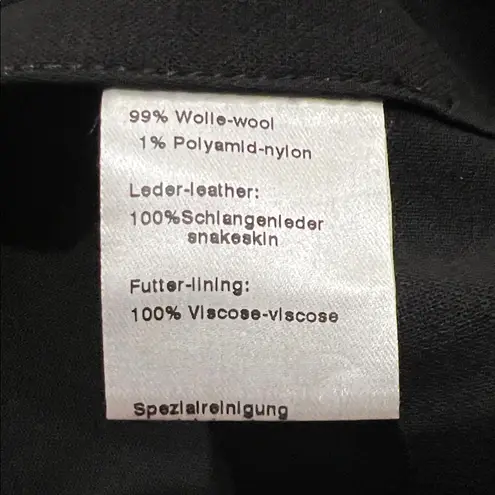 99% Wolle-wool
1% Polyamid-nylon
Leder-leather:
100%Schlangenleder
snakeskin
Futter-lining:
100% Viscose-viscose
Spezialreinigung